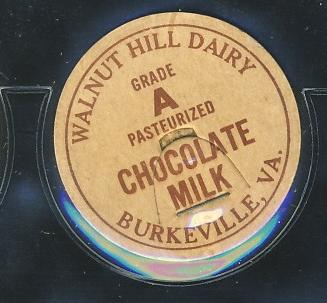 WALNUT HILL DAIRY
GRADE
A
PASTEURIZED
CHOCOLATE
MILK
BURKEVILLE, VA.